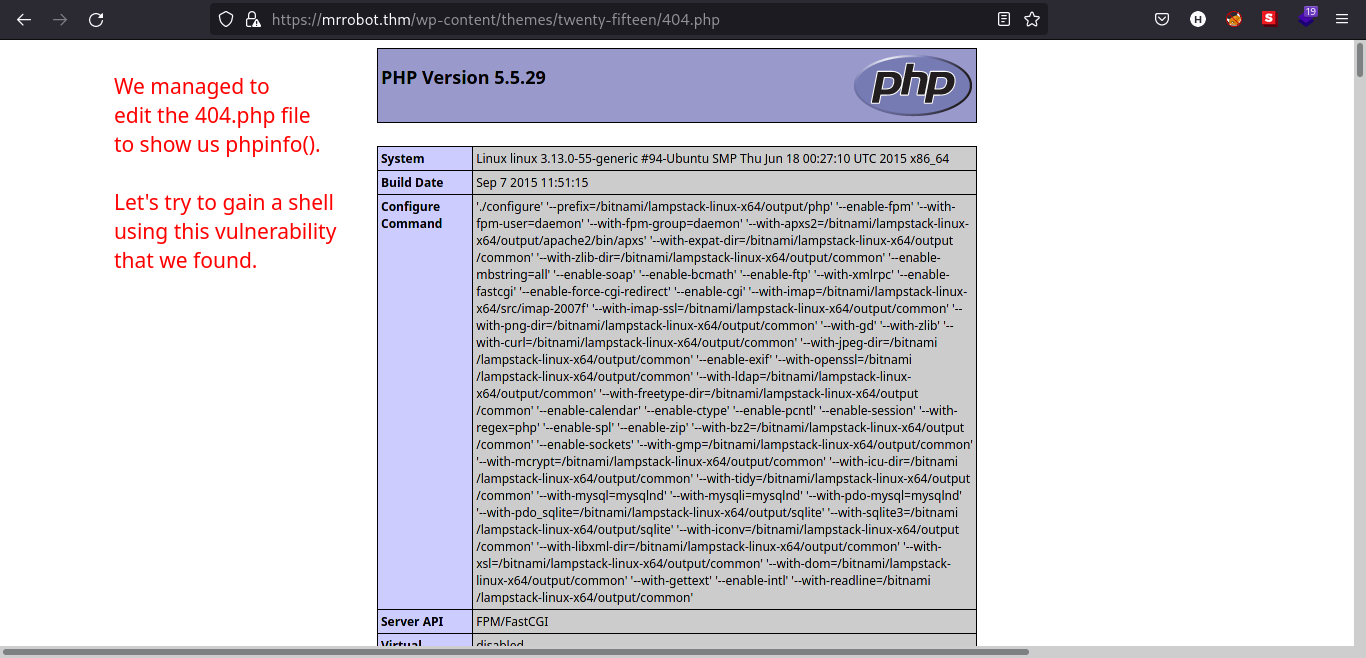 https://mrrobot.thm/wp-content/themes/twenty-fifteen/404.php
H
S
19
We managed to
edit the 404.php file
to show us phpinfo().
Let's try to gain a shell
using this vulnerability
that we found.
PHP Version 5.5.29
php
System Linux linux 3.13.0-55-generic #94-Ubuntu SMP Thu Jun 18 00:27:10 UTC 2015 x86_64
Build Date Sep 7 2015 11:51:15
Configure './configure' '--prefix=/bitnami/lampstack-linux-x64/output/php' '--enable-fpm' '--with-
Command fpm-user=daemon' '--with-fpm-group=daemon' '--with-apxs2=/bitnami/lampstack-linux-
x64/output/apache2/bin/apxs' '--with-expat-dir=/bitnami/lampstack-linux-x64/output
/common' '--with-zlib-dir=/bitnami/lampstack-linux-x64/output/common' '--enable-
mbstring=all' '--enable-soap' '--enable-bcmath' '--enable-ftp' '--with-xmlrpc' '--enable-
fastcgi' '--enable-force-cgi-redirect' '--enable-cgi' '--with-imap=/bitnami/lampstack-linux-
x64/src/imap-2007f' '--with-imap-ssl=/bitnami/lampstack-linux-x64/output/common' '--
with-png-dir=/bitnami/lampstack-linux-x64/output/common' '--with-gd' '--with-zlib' '--
with-curl=/bitnami/lampstack-linux-x64/output/common' '--with-jpeg-dir=/bitnami
/lampstack-linux-x64/output/common' '--enable-exif' '--with-openssl=/bitnami
/lampstack-linux-x64/output/common' '--with-ldap=/bitnami/lampstack-linux-
x64/output/common' '--with-freetype-dir=/bitnami/lampstack-linux-x64/output
/common' '--enable-calendar' '--enable-ctype' '--enable-pcntl' '--enable-session' '--with-
regex=php' '--enable-spl' '--enable-zip' '--with-bz2=/bitnami/lampstack-linux-x64/output
/common' '--enable-sockets' '--with-gmp=/bitnami/lampstack-linux-x64/output/common'
'--with-mcrypt=/bitnami/lampstack-linux-x64/output/common' '--with-icu-dir=/bitnami
/lampstack-linux-x64/output/common' '--with-tidy=/bitnami/lampstack-linux-x64/output
/common' '--with-mysql=mysqlnd' '--with-mysqli=mysqlnd' '--with-pdo-mysql=mysqlnd'
'--with-pdo_sqlite=/bitnami/lampstack-linux-x64/output/sqlite' '--with-sqlite3=/bitnami
/lampstack-linux-x64/output/sqlite' '--with-iconv=/bitnami/lampstack-linux-x64/output
/common' '--with-libxml-dir=/bitnami/lampstack-linux-x64/output/common' '--with-
xsl=/bitnami/lampstack-linux-x64/output/common' '--with-dom=/bitnami/lampstack-
linux-x64/output/common' '--with-gettext' '--enable-intl' '--with-readline=/bitnami
/lampstack-linux-x64/output/common'
Server API FPM/FastCGI
Virtual disabled